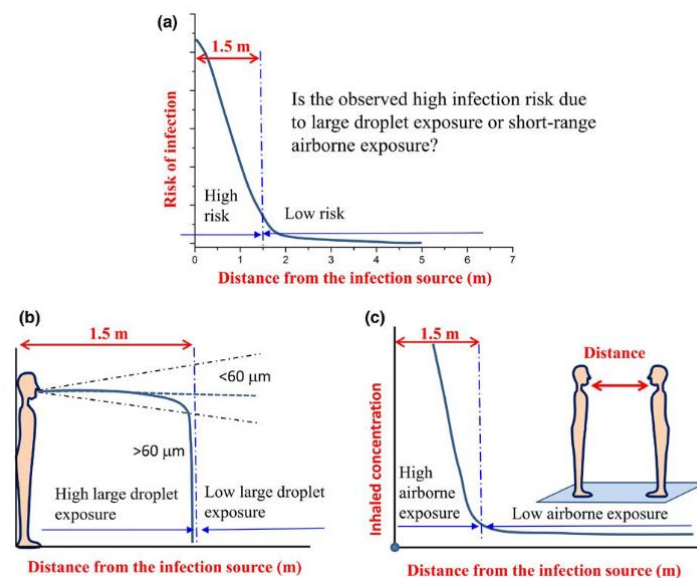 (a)
1.5 m
Is the observed high infection risk due
to large droplet exposure or short-range
airborne exposure?
Risk of infection
High
risk
Low risk
0 1 2 3 4 5 6 7
Distance from the infection source (m)
(b)
1.5 m
<60 μm
>60 μm
High large droplet
exposure
Low large droplet
exposure
Distance from the infection source (m)
(c)
1.5 m
Distance
Inhaled concentration
High
airborne
exposure
Low airborne exposure
Distance from the infection source (m)